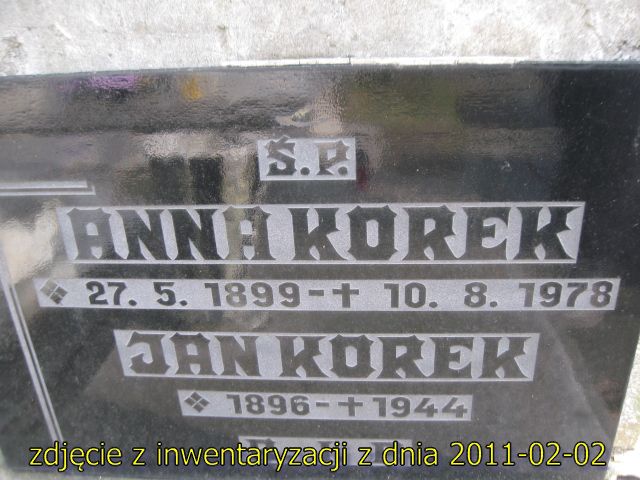 Ś.P.
ANNA KOREK
27. 5. 1899 - + 10. 8. 1978
JAN KOREK
1896 - + 1944
zdjęcie z inwentaryzacji z dnia 2011-02-02